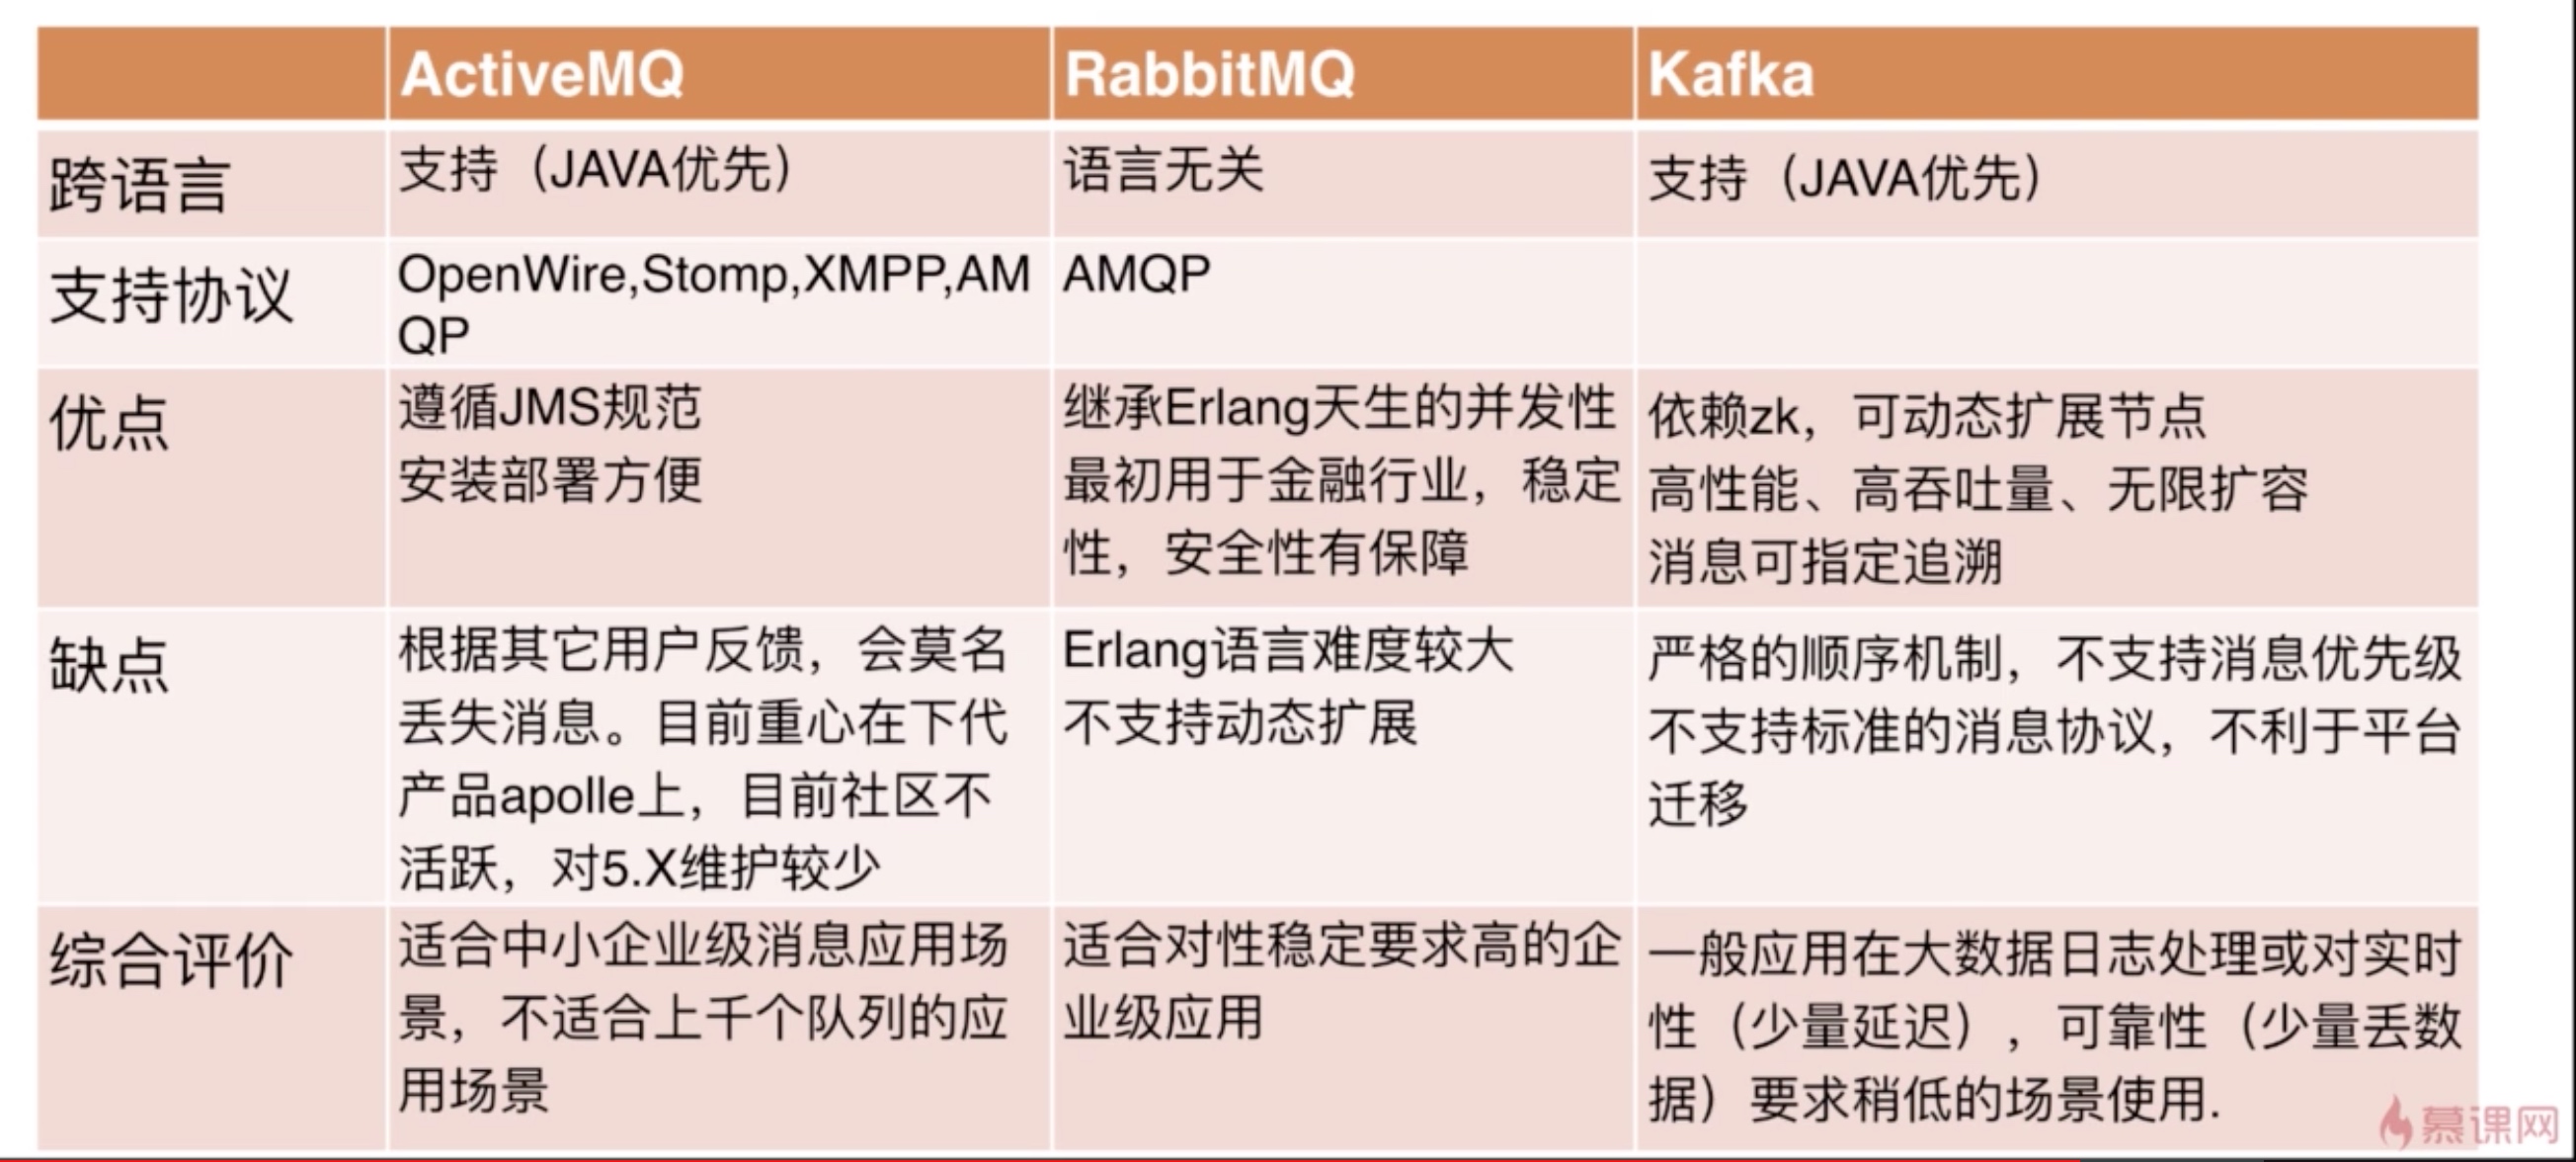 ActiveMQ RabbitMQ Kafka
跨语言
支持（JAVA优先）
语言无关
支持（JAVA优先）
支持协议
OpenWire,Stomp,XMPP,AM
QP
AMQP
优点
遵循JMS规范
安装部署方便
继承Erlang天生的并发性
最初用于金融行业，稳定
性，安全性有保障
依赖zk，可动态扩展节点
高性能、高吞吐量、无限扩容
消息可指定追溯
缺点
根据其它用户反馈，会莫名
丢失消息。目前重心在下代
产品apolle上，目前社区不
活跃，对5.X维护较少
Erlang语言难度较大
不支持动态扩展
严格的顺序机制，不支持消息优先级
不支持标准的消息协议，不利于平台
迁移
综合评价
适合中小企业级消息应用场
景，不适合上千个队列的应
用场景
适合对性稳定要求高的企
业级应用
一般应用在大数据日志处理或对实时
性（少量延迟），可靠性（少量丢数
据）要求稍低的场景使用.
慕课网